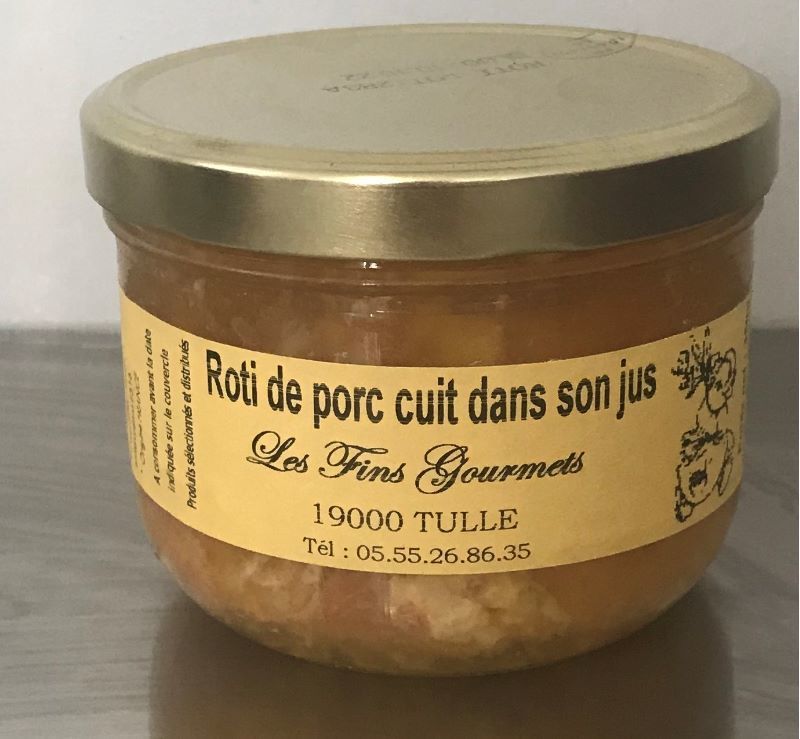 Roti de porc cuit dans son jus
Les Fins Gourmets
19000 TULLE
Tél : 05.55.26.86.35
A consommer avant la date
indiquée sur le couvercle
Produits sélectionnés et distribués